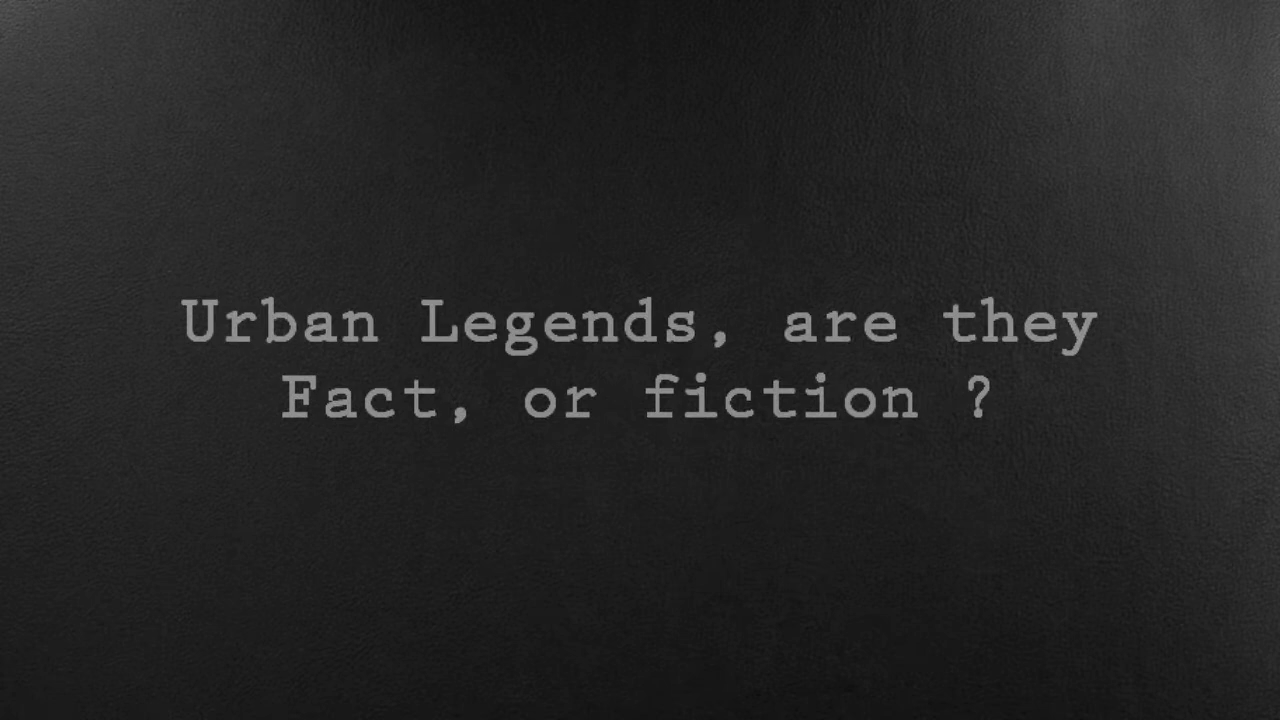 Urban Legends, are they
Fact, or fiction ?